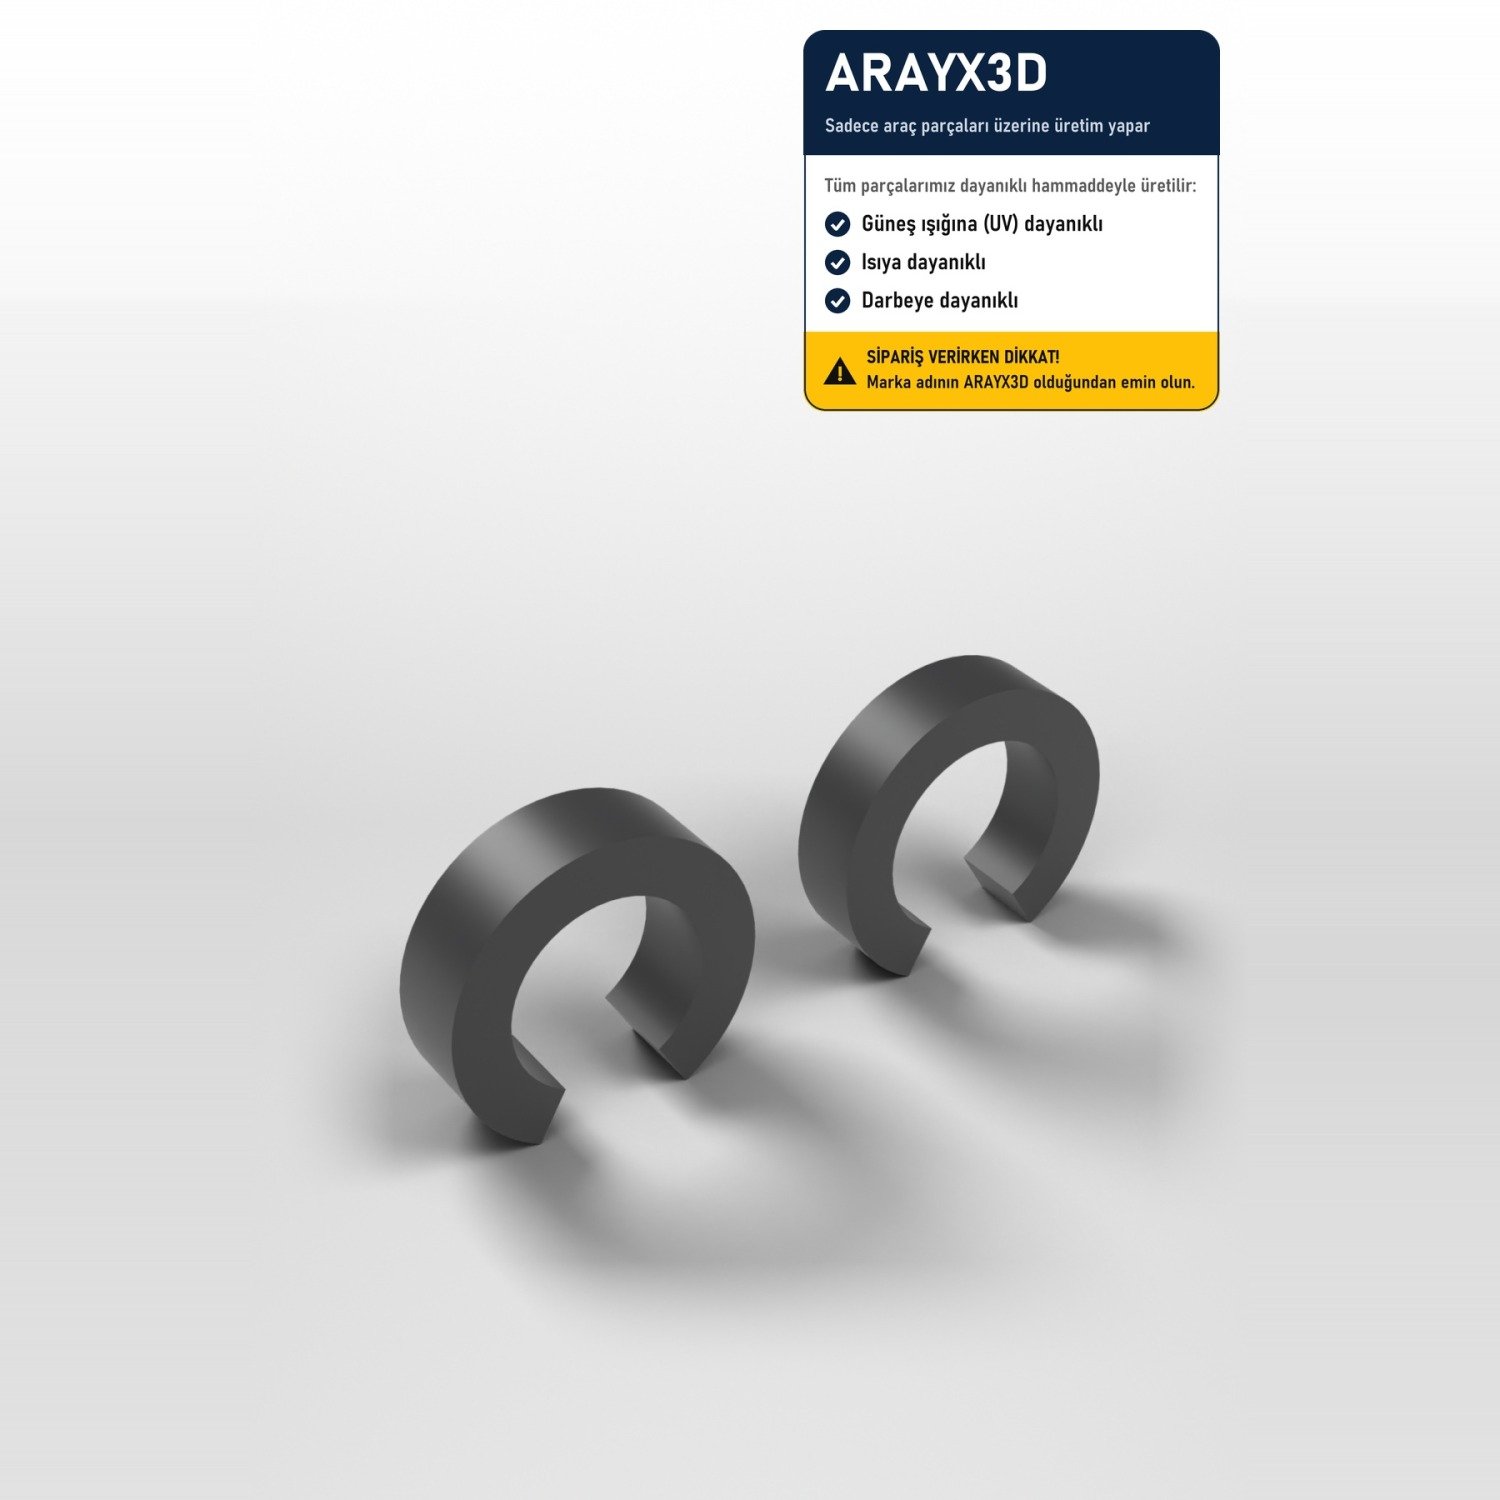 ARAYX3D
Sadece araç parçaları üzerine üretim yapar
Tüm parçalarımız dayanıklı hammaddeyle üretilir:
Güneş ışığına (UV) dayanıklı
Isıya dayanıklı
Darbeye dayanıklı
SİPARİŞ VERİRKEN DİKKAT!
Marka adının ARAYX3D olduğundan emin olun.